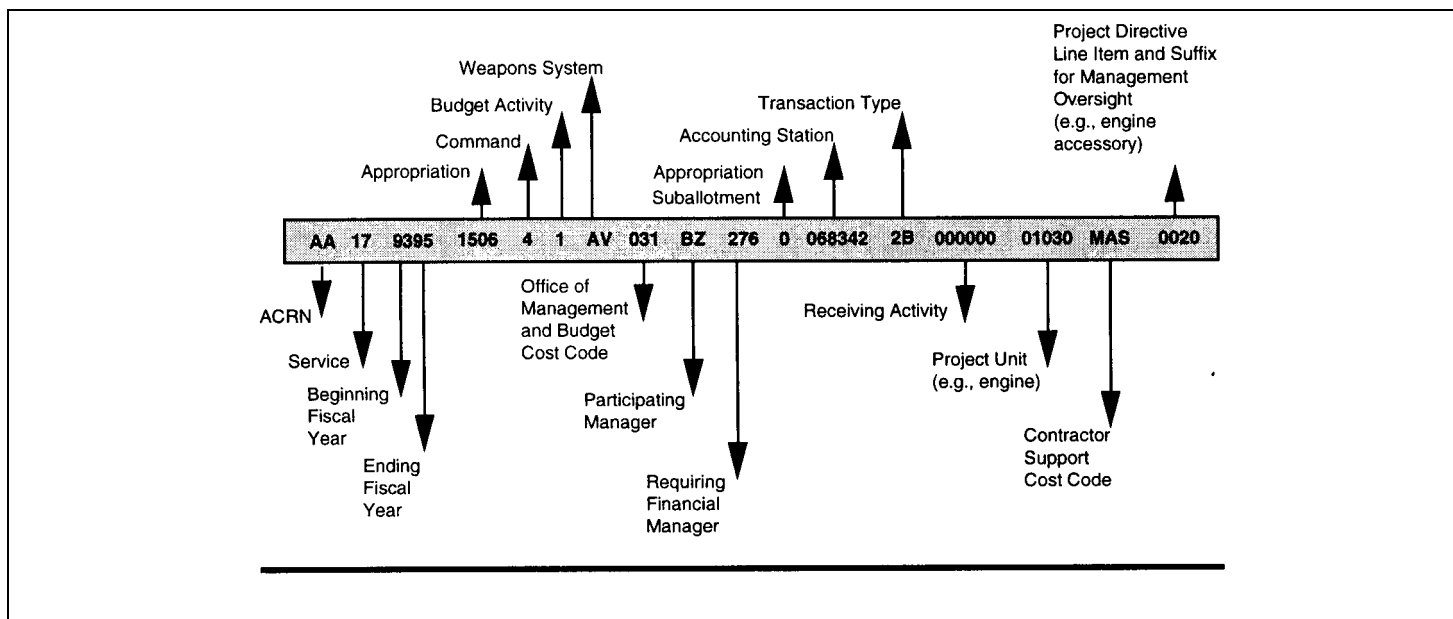 Project Directive
Line Item and Suffix
for Management
Oversight
(e.g., engine
accessory)
Weapons System
Budget Activity
Transaction Type
Command
Accounting Station
Appropriation
Appropriation
Suballotment
AA 17 9395 1506 4 1 AV 031 BZ 276 0 068342 2B 000000 01030 MAS 0020
ACRN
Service
Beginning
Fiscal
Year
Ending
Fiscal
Year
Office of
Management
and Budget
Cost Code
Participating
Manager
Requiring
Financial
Manager
Receiving Activity
Project Unit
(e.g., engine)
Contractor
Support
Cost Code